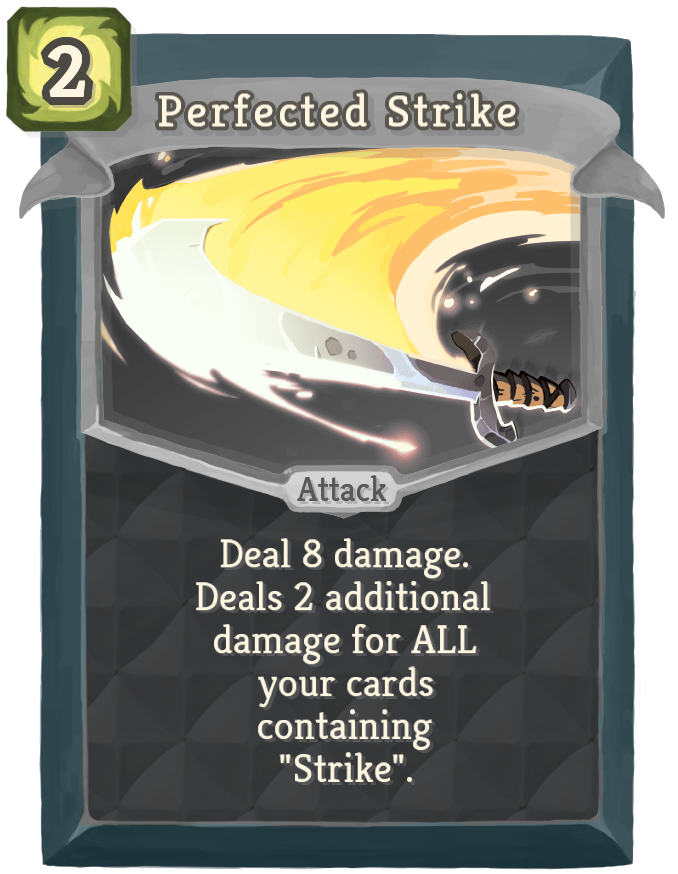 2
Perfected Strike
Attack
Deal 8 damage.
Deals 2 additional
damage for ALL
your cards
containing
"Strike".